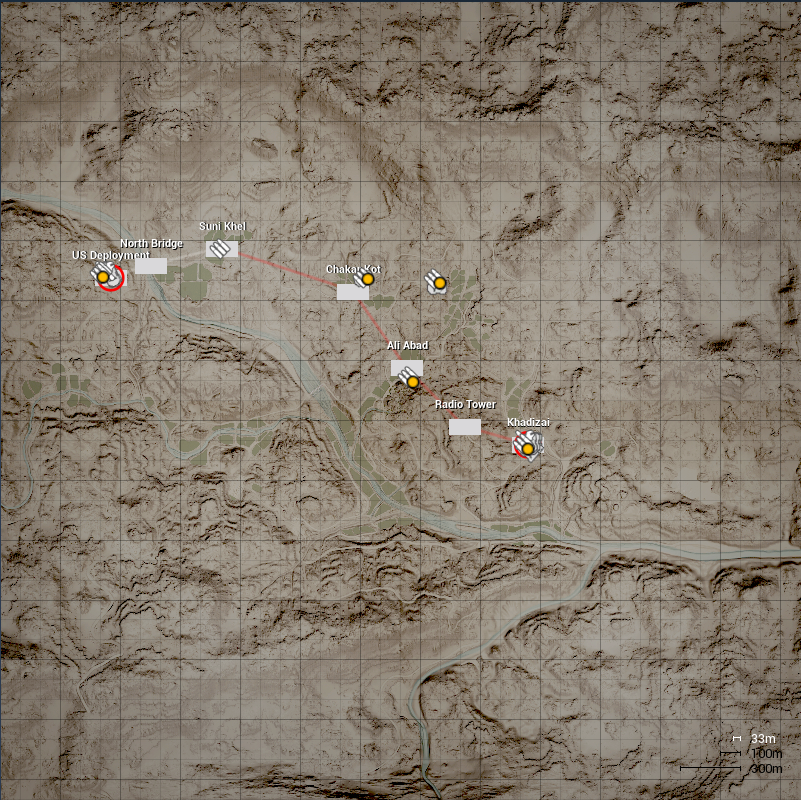 Suni Khel
North Bridge
US Deployment
Chakar Kot
Ali Abad
Radio Tower
Khadizai
33m
100m
300m